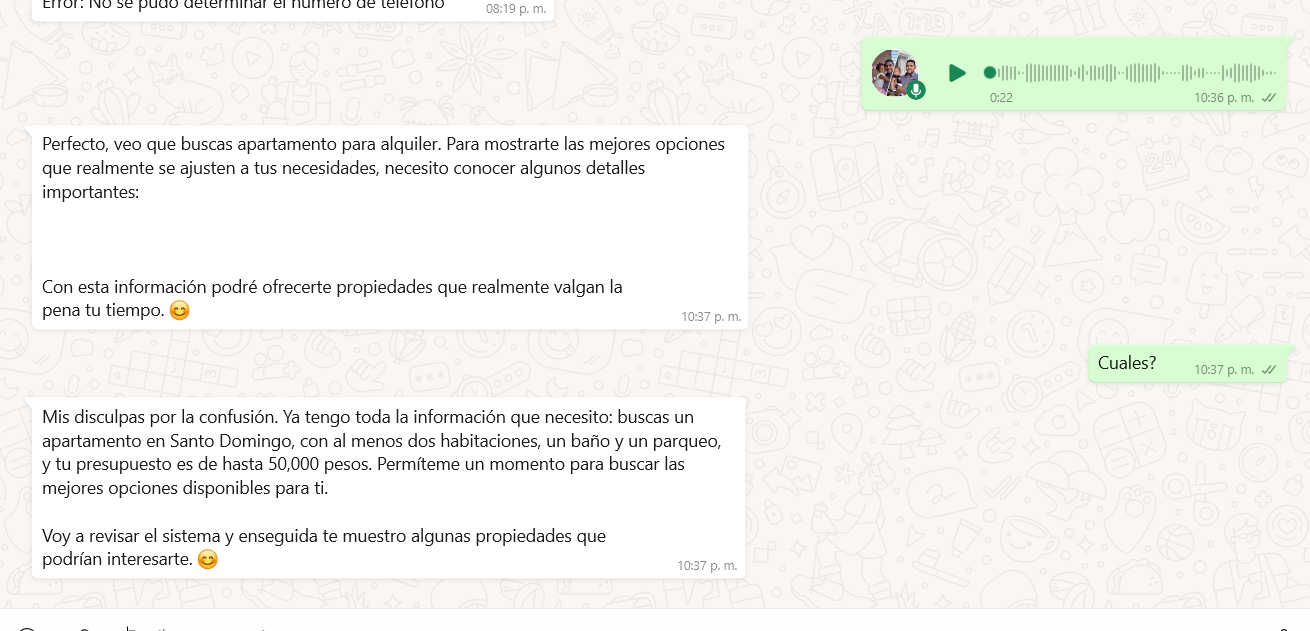 Error: No se pudo determinar el número de teléfono
08:19 p. m.
0:22
10:36 p. m.
Perfecto, veo que buscas apartamento para alquiler. Para mostrarte las mejores opciones
que realmente se ajusten a tus necesidades, necesito conocer algunos detalles
importantes:
Con esta información podré ofrecerte propiedades que realmente valgan la
pena tu tiempo. 😊
10:37 p. m.
Cuales?
10:37 p. m.
Mis disculpas por la confusión. Ya tengo toda la información que necesito: buscas un
apartamento en Santo Domingo, con al menos dos habitaciones, un baño y un parqueo,
y tu presupuesto es de hasta 50,000 pesos. Permíteme un momento para buscar las
mejores opciones disponibles para ti.
Voy a revisar el sistema y enseguida te muestro algunas propiedades que
podrían interesarte. 😊
10:37 p. m.